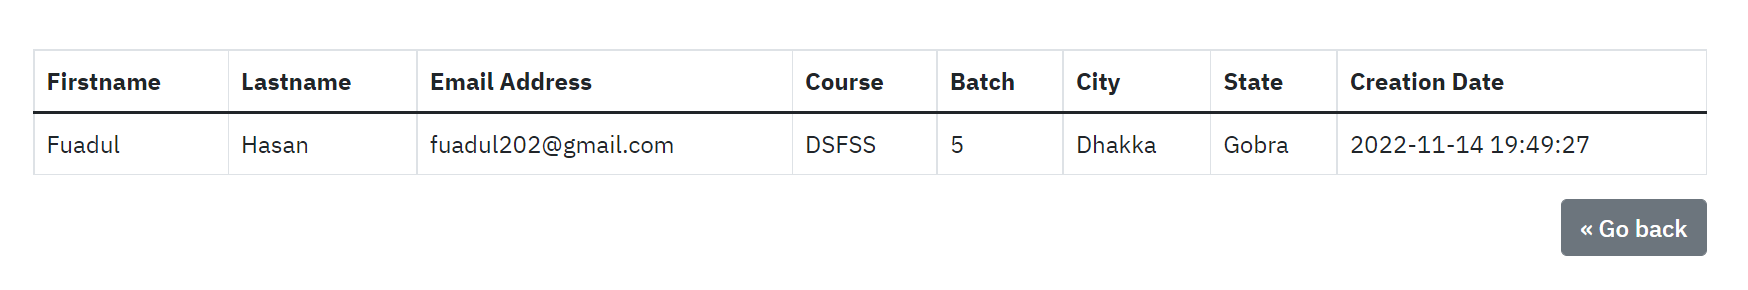 Firstname Lastname Email Address Course Batch City State Creation Date
Fuadul Hasan fuadul202@gmail.com DSFSS 5 Dhakka Gobra 2022-11-14 19:49:27
« Go back